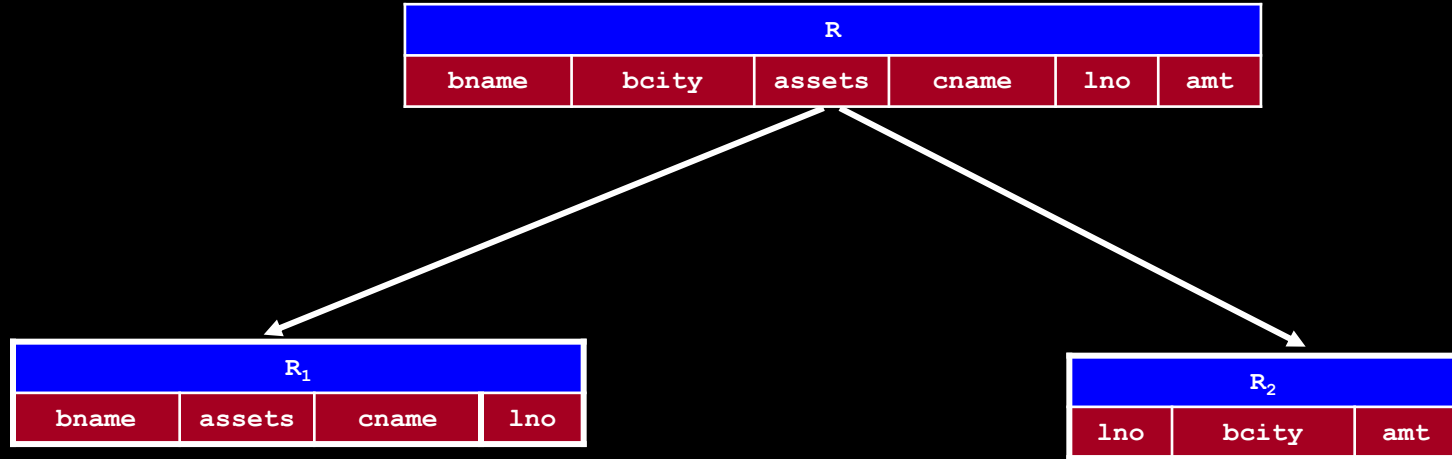 R
bname bcity assets cname lno amt
R₁
bname assets cname lno
R₂
lno bcity amt